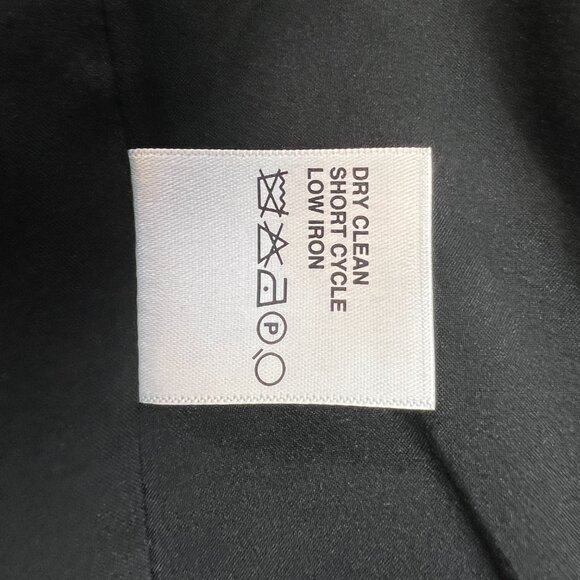 DRY CLEAN
SHORT CYCLE
LOW IRON
P